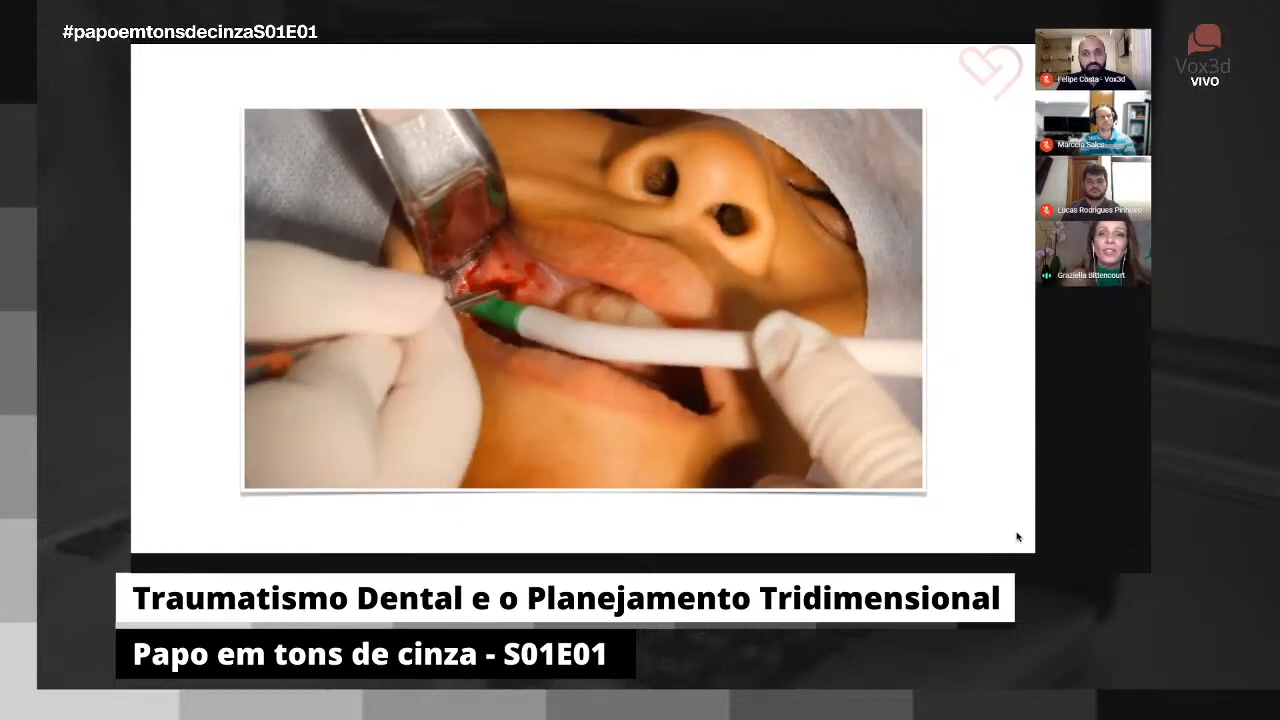 #papoemtonsdecinzaS01E01
Vox3d
VIVO
Felipe Costa - Vox3d
Marcelo Sales
Lucas Rodrigues Pinheiro
Graziella Bittencourt
Traumatismo Dental e o Planejamento Tridimensional
Papo em tons de cinza - S01E01